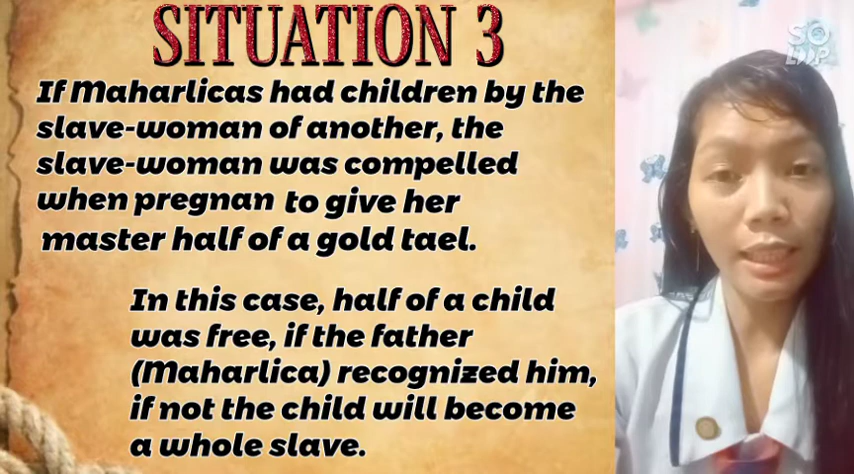 SITUATION 3
If Maharlicas had children by the
slave-woman of another, the
slave-woman was compelled
when pregnan to give her
master half of a gold tael.
In this case, half of a child
was free, if the father
(Maharlica) recognized him,
if not the child will become
a whole slave.